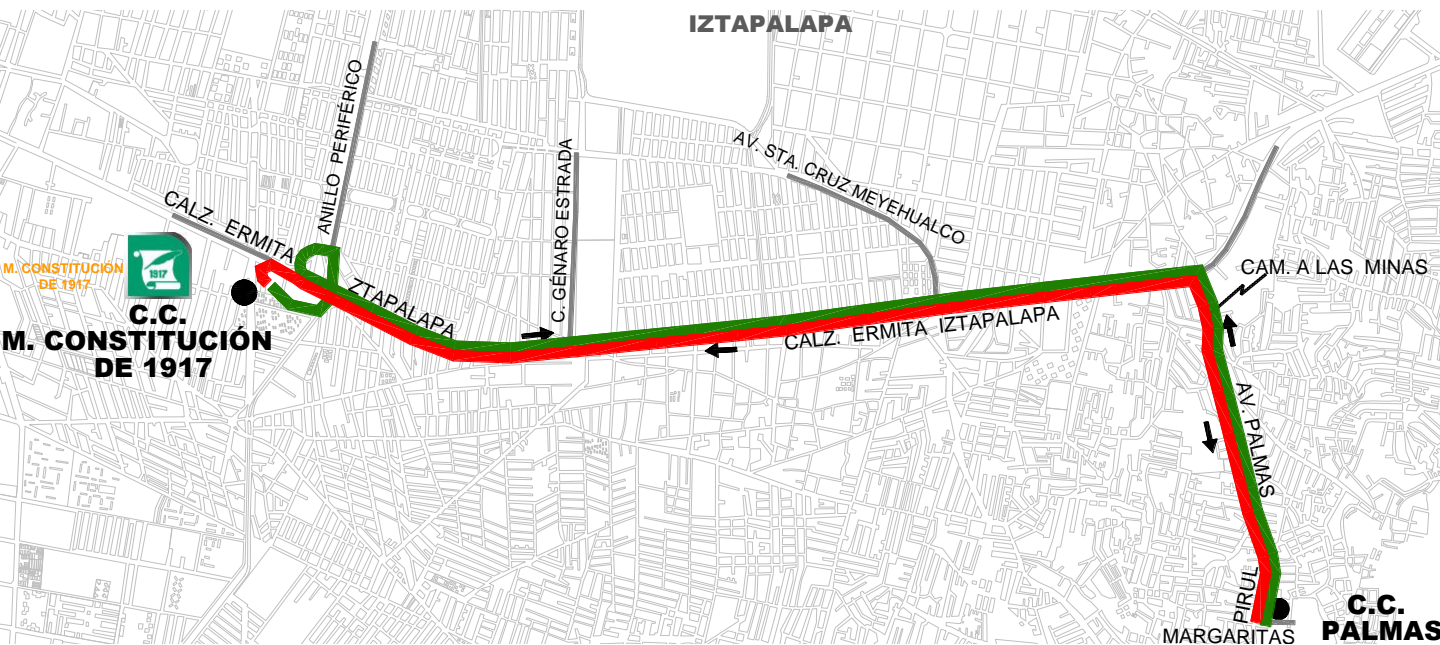 IZTAPALAPA
ANILLO PERIFÉRICO
C. GÉNARO ESTRADA
AV. STA. CRUZ MEYEHUALCO
CALZ. ERMITA
ZTAPALAPA
M. CONSTITUCIÓN
DE 1917
1917
C.C.
M. CONSTITUCIÓN
DE 1917
CAM. A LAS MINAS
CALZ. ERMITA IZTAPALAPA
AV. PALMAS
PIRUL
MARGARITAS
C.C.
PALMAS